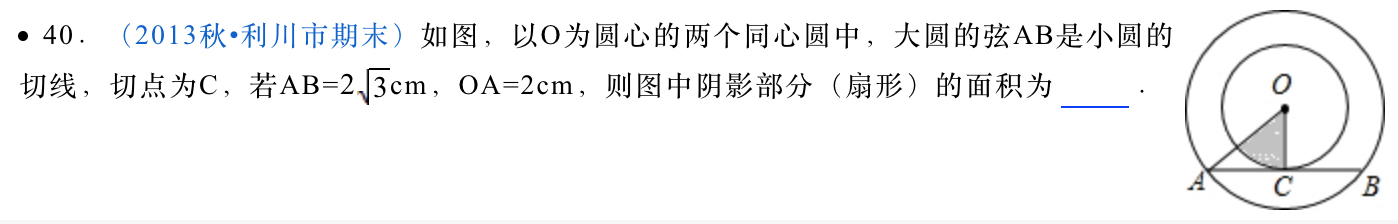 • 40．（2013秋•利川市期末）如图，以O为圆心的两个同心圆中，大圆的弦AB是小圆的
切线，切点为C，若AB=2√3cm，OA=2cm，则图中阴影部分（扇形）的面积为 ______ ．
O
A
C
B